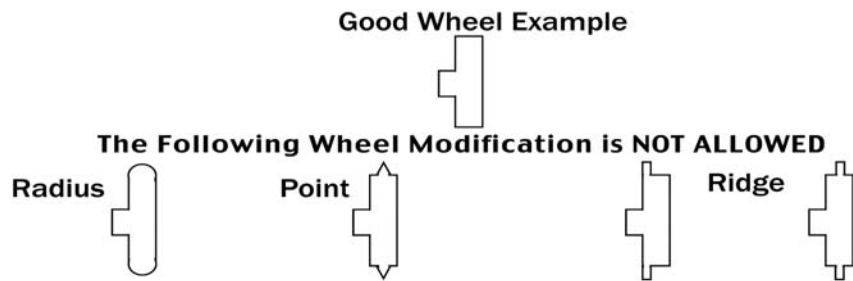 Good Wheel Example
The Following Wheel Modification is NOT ALLOWED
Radius
Point
Ridge